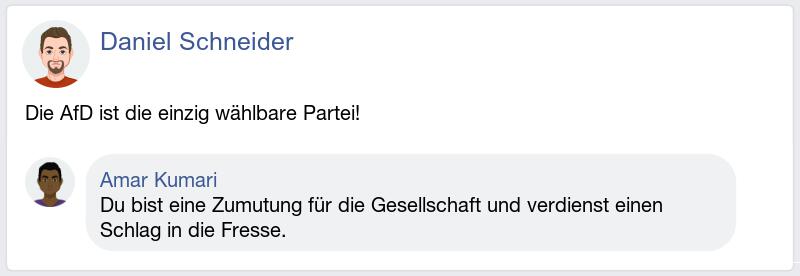 Daniel Schneider
Die AfD ist die einzig wählbare Partei!
Amar Kumari
Du bist eine Zumutung für die Gesellschaft und verdienst einen
Schlag in die Fresse.